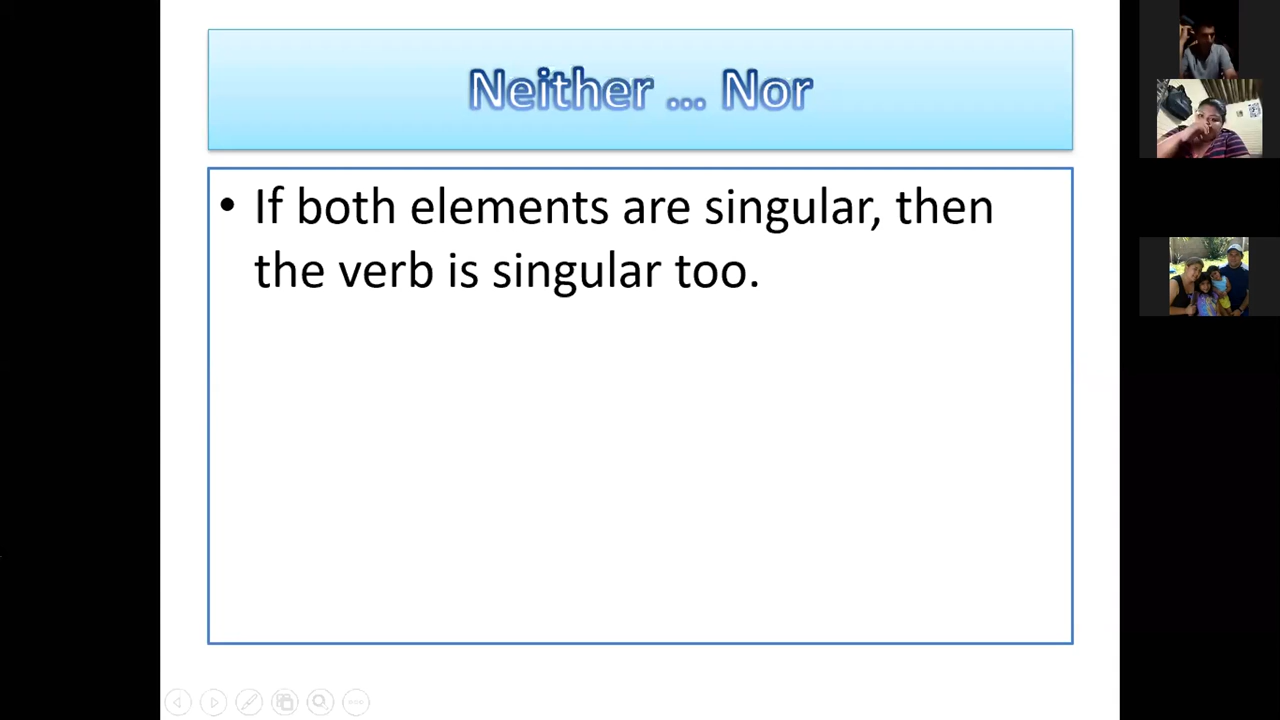 Neither ... Nor
• If both elements are singular, then
the verb is singular too.